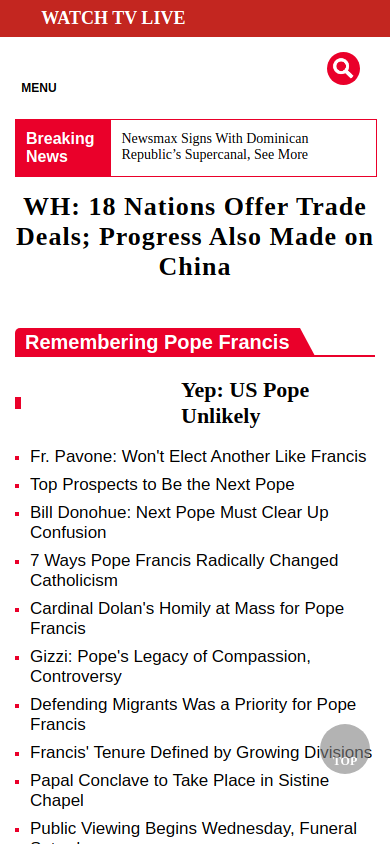 WATCH TV LIVE
MENU
Breaking
News
Newsmax Signs With Dominican
Republic’s Supercanal, See More
WH: 18 Nations Offer Trade
Deals; Progress Also Made on
China
Remembering Pope Francis
Yep: US Pope
Unlikely
Fr. Pavone: Won't Elect Another Like Francis
Top Prospects to Be the Next Pope
Bill Donohue: Next Pope Must Clear Up
Confusion
7 Ways Pope Francis Radically Changed
Catholicism
Cardinal Dolan's Homily at Mass for Pope
Francis
Gizzi: Pope's Legacy of Compassion,
Controversy
Defending Migrants Was a Priority for Pope
Francis
Francis' Tenure Defined by Growing Divisions
TOP
Papal Conclave to Take Place in Sistine
Chapel
Public Viewing Begins Wednesday, Funeral